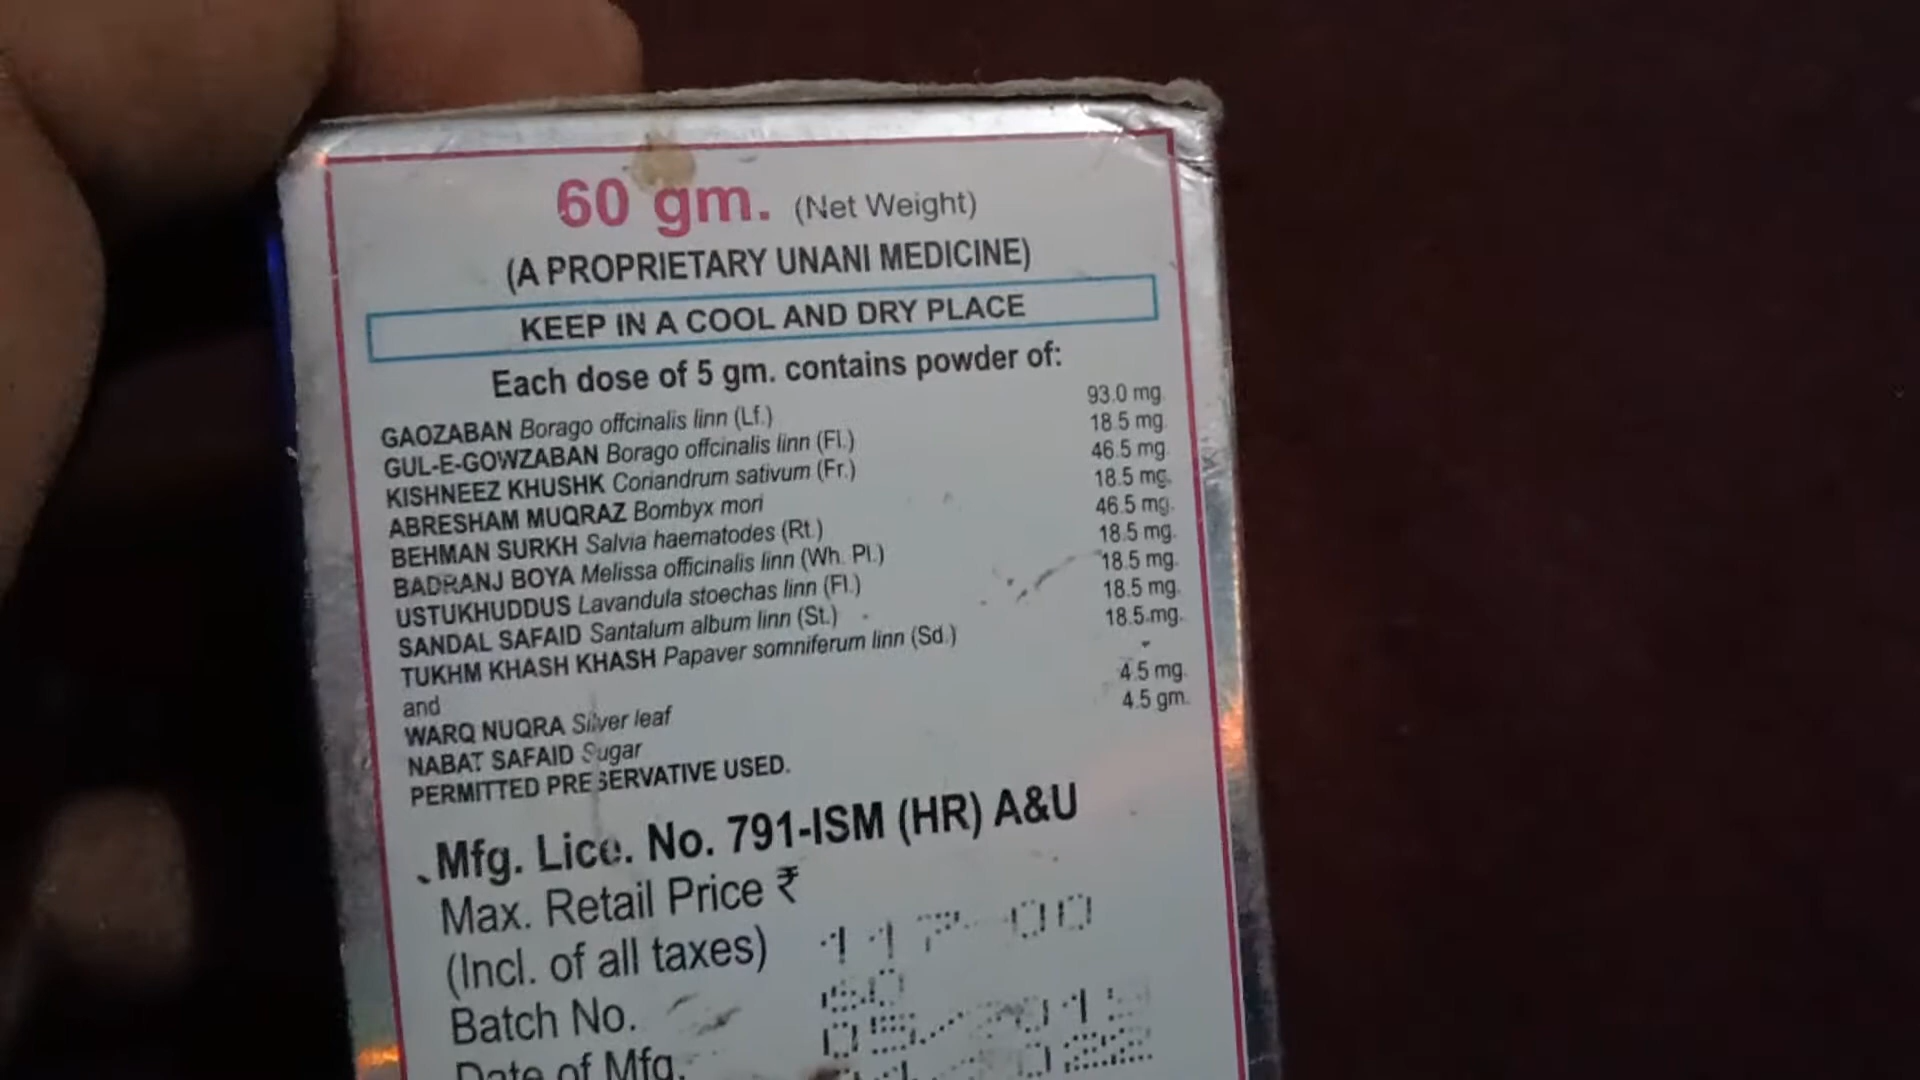 60 gm. (Net Weight)
(A PROPRIETARY UNANI MEDICINE)
KEEP IN A COOL AND DRY PLACE
Each dose of 5 gm. contains powder of:
GAOZABAN Borago offcinalis linn (Lf.) 93.0 mg.
GUL-E-GOWZABAN Borago offcinalis linn (Fl.) 18.5 mg.
KISHNEEZ KHUSHK Coriandrum sativum (Fr.) 46.5 mg.
ABRESHAM MUQRAZ Bombyx mori 18.5 mg.
BEHMAN SURKH Salvia haematodes (Rt.) 46.5 mg.
BADRANJ BOYA Melissa officinalis linn (Wh. Pl.) 18.5 mg.
USTUKHUDDUS Lavandula stoechas linn (Fl.) 18.5 mg.
SANDAL SAFAID Santalum album linn (St.) 18.5 mg.
TUKHM KHASH KHASH Papaver somniferum linn (Sd.) 18.5 mg.
and
WARQ NUQRA Silver leaf 4.5 mg.
NABAT SAFAID Sugar 4.5 gm.
PERMITTED PRESERVATIVE USED.
Mfg. Lice. No. 791-ISM (HR) A&U
Max. Retail Price ₹
(Incl. of all taxes) 117-00
Batch No.
Date of Mfg.